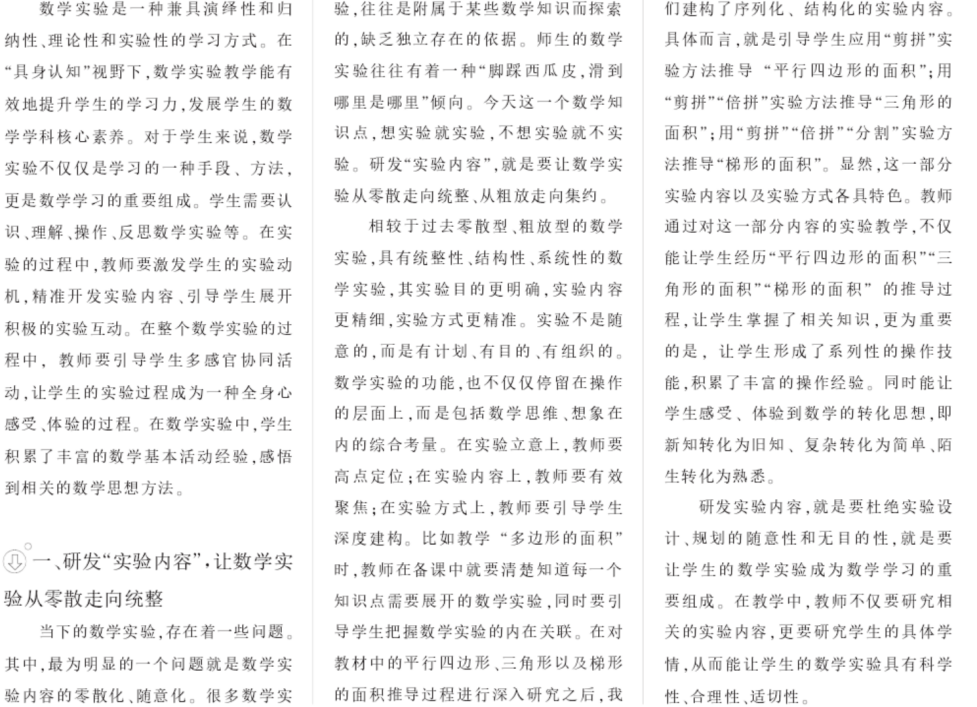 数学实验是一种兼具演绎性和归
纳性、理论性和实验性的学习方式。在
“具身认知”视野下,数学实验教学能有
效地提升学生的学习力,发展学生的数
学学科核心素养。对于学生来说,数学
实验不仅仅是学习的一种手段、方法,
更是数学学习的重要组成。学生需要认
识、理解、操作、反思数学实验等。在实
验的过程中,教师要激发学生的实验动
机,精准开发实验内容、引导学生展开
积极的实验互动。在整个数学实验的过
程中，教师要引导学生多感官协同活
动,让学生的实验过程成为一种全身心
感受、体验的过程。在数学实验中,学生
积累了丰富的数学基本活动经验,感悟
到相关的数学思想方法。
一、研发“实验内容”,让数学实
验从零散走向统整
当下的数学实验,存在着一些问题。
其中,最为明显的一个问题就是数学实
验内容的零散化、随意化。很多数学实
验,往往是附属于某些数学知识而探索
的,缺乏独立存在的依据。师生的数学
实验往往有着一种“脚踩西瓜皮,滑到
哪里是哪里”倾向。今天这一个数学知
识点,想实验就实验,不想实验就不实
验。研发“实验内容”,就是要让数学实
验从零散走向统整、从粗放走向集约。
相较于过去零散型、粗放型的数学
实验,具有统整性、结构性、系统性的数
学实验,其实验目的更明确,实验内容
更精细,实验方式更精准。实验不是随
意的,而是有计划、有目的、有组织的。
数学实验的功能,也不仅仅停留在操作
的层面上,而是包括数学思维、想象在
内的综合考量。在实验立意上,教师要
高点定位;在实验内容上,教师要有效
聚焦;在实验方式上,教师要引导学生
深度建构。比如教学“多边形的面积”
时,教师在备课中就要清楚知道每一个
知识点需要展开的数学实验,同时要引
导学生把握数学实验的内在关联。在对
教材中的平行四边形、三角形以及梯形
的面积推导过程进行深入研究之后,我
们建构了序列化、结构化的实验内容。
具体而言,就是引导学生应用“剪拼”实
验方法推导“平行四边形的面积”;用
“剪拼”“倍拼”实验方法推导“三角形的
面积”;用“剪拼”“倍拼”“分割”实验方
法推导“梯形的面积”。显然,这一部分
实验内容以及实验方式各具特色。教师
通过对这一部分内容的实验教学,不仅
能让学生经历“平行四边形的面积”“三
角形的面积”“梯形的面积”的推导过
程,让学生掌握了相关知识,更为重要
的是，让学生形成了系列性的操作技
能,积累了丰富的操作经验。同时能让
学生感受、体验到数学的转化思想,即
新知转化为旧知、复杂转化为简单、陌
生转化为熟悉。
研发实验内容,就是要杜绝实验设
计、规划的随意性和无目的性,就是要
让学生的数学实验成为数学学习的重
要组成。在教学中,教师不仅要研究相
关的实验内容,更要研究学生的具体学
情,从而能让学生的数学实验具有科学
性、合理性、适切性。